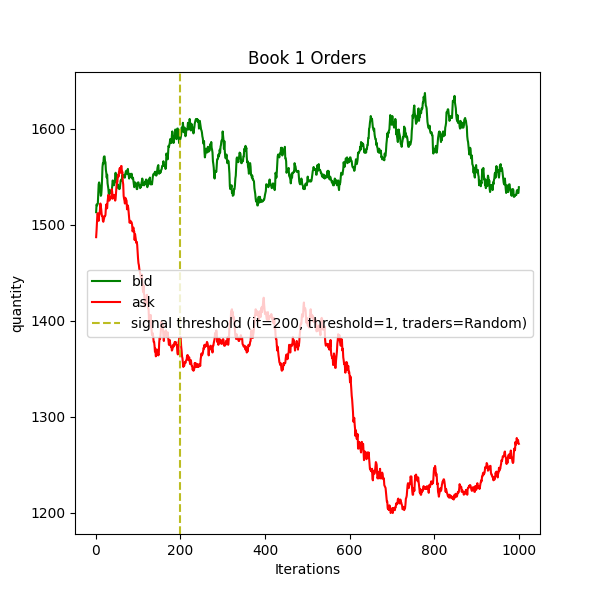 Book 1 Orders
quantity
1600
1500
1400
1300
1200
bid
ask
signal threshold (it=200, threshold=1, traders=Random)
0 200 400 600 800 1000
Iterations